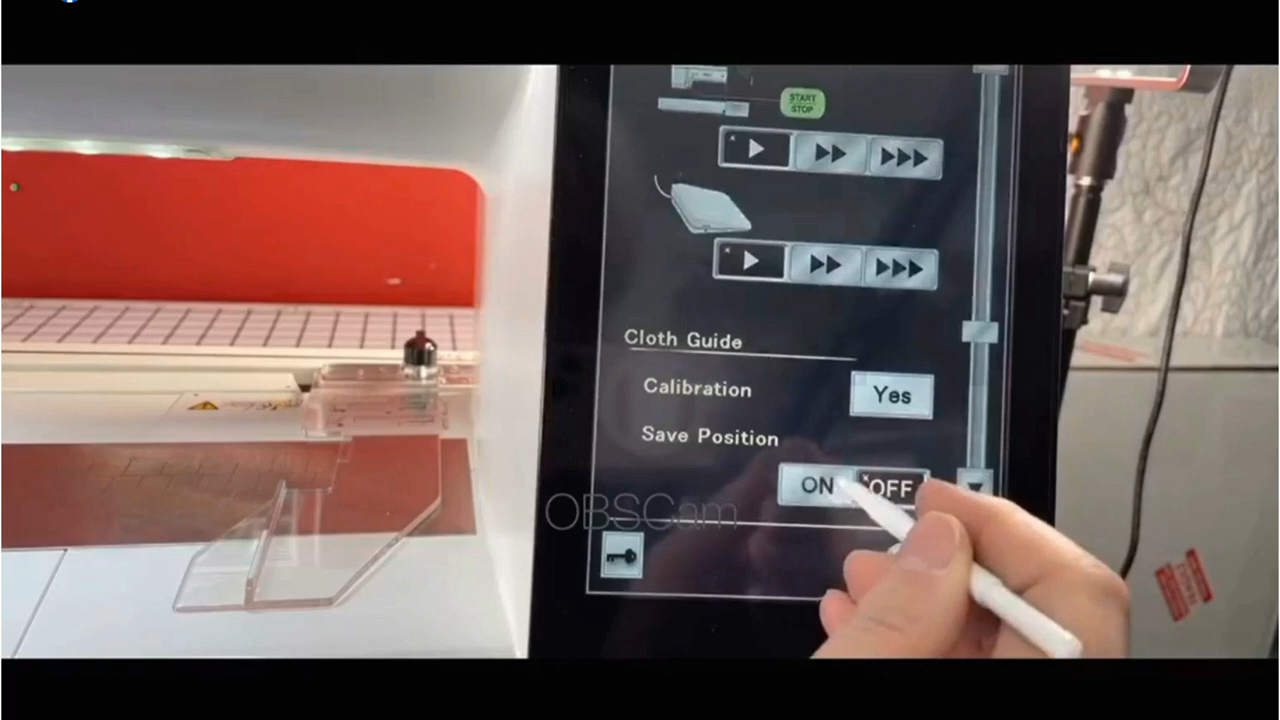 START
STOP
Cloth Guide
Calibration
Yes
Save Position
ON
OFF
OBSCam